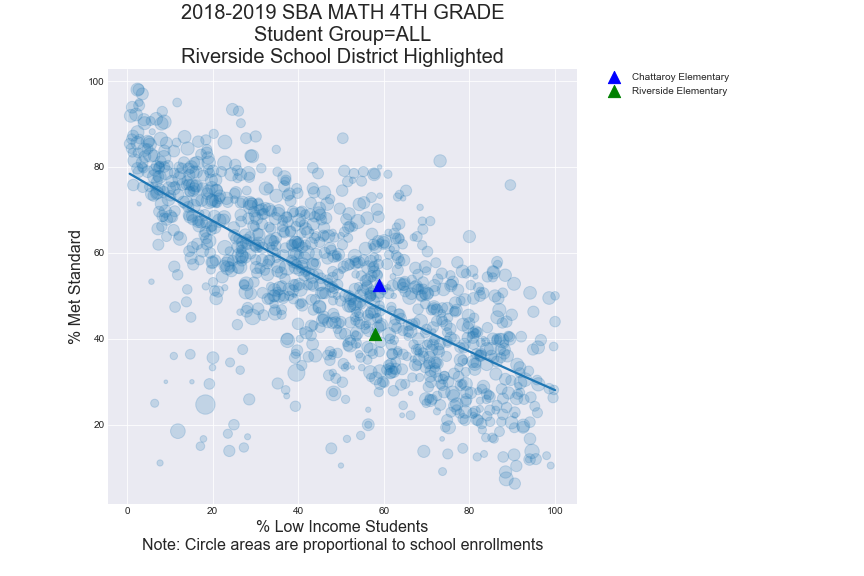 2018-2019 SBA MATH 4TH GRADE
Student Group=ALL
Riverside School District Highlighted
Chattaroy Elementary
Riverside Elementary
100
80
60
40
20
% Met Standard
0 20 40 60 80 100
% Low Income Students
Note: Circle areas are proportional to school enrollments